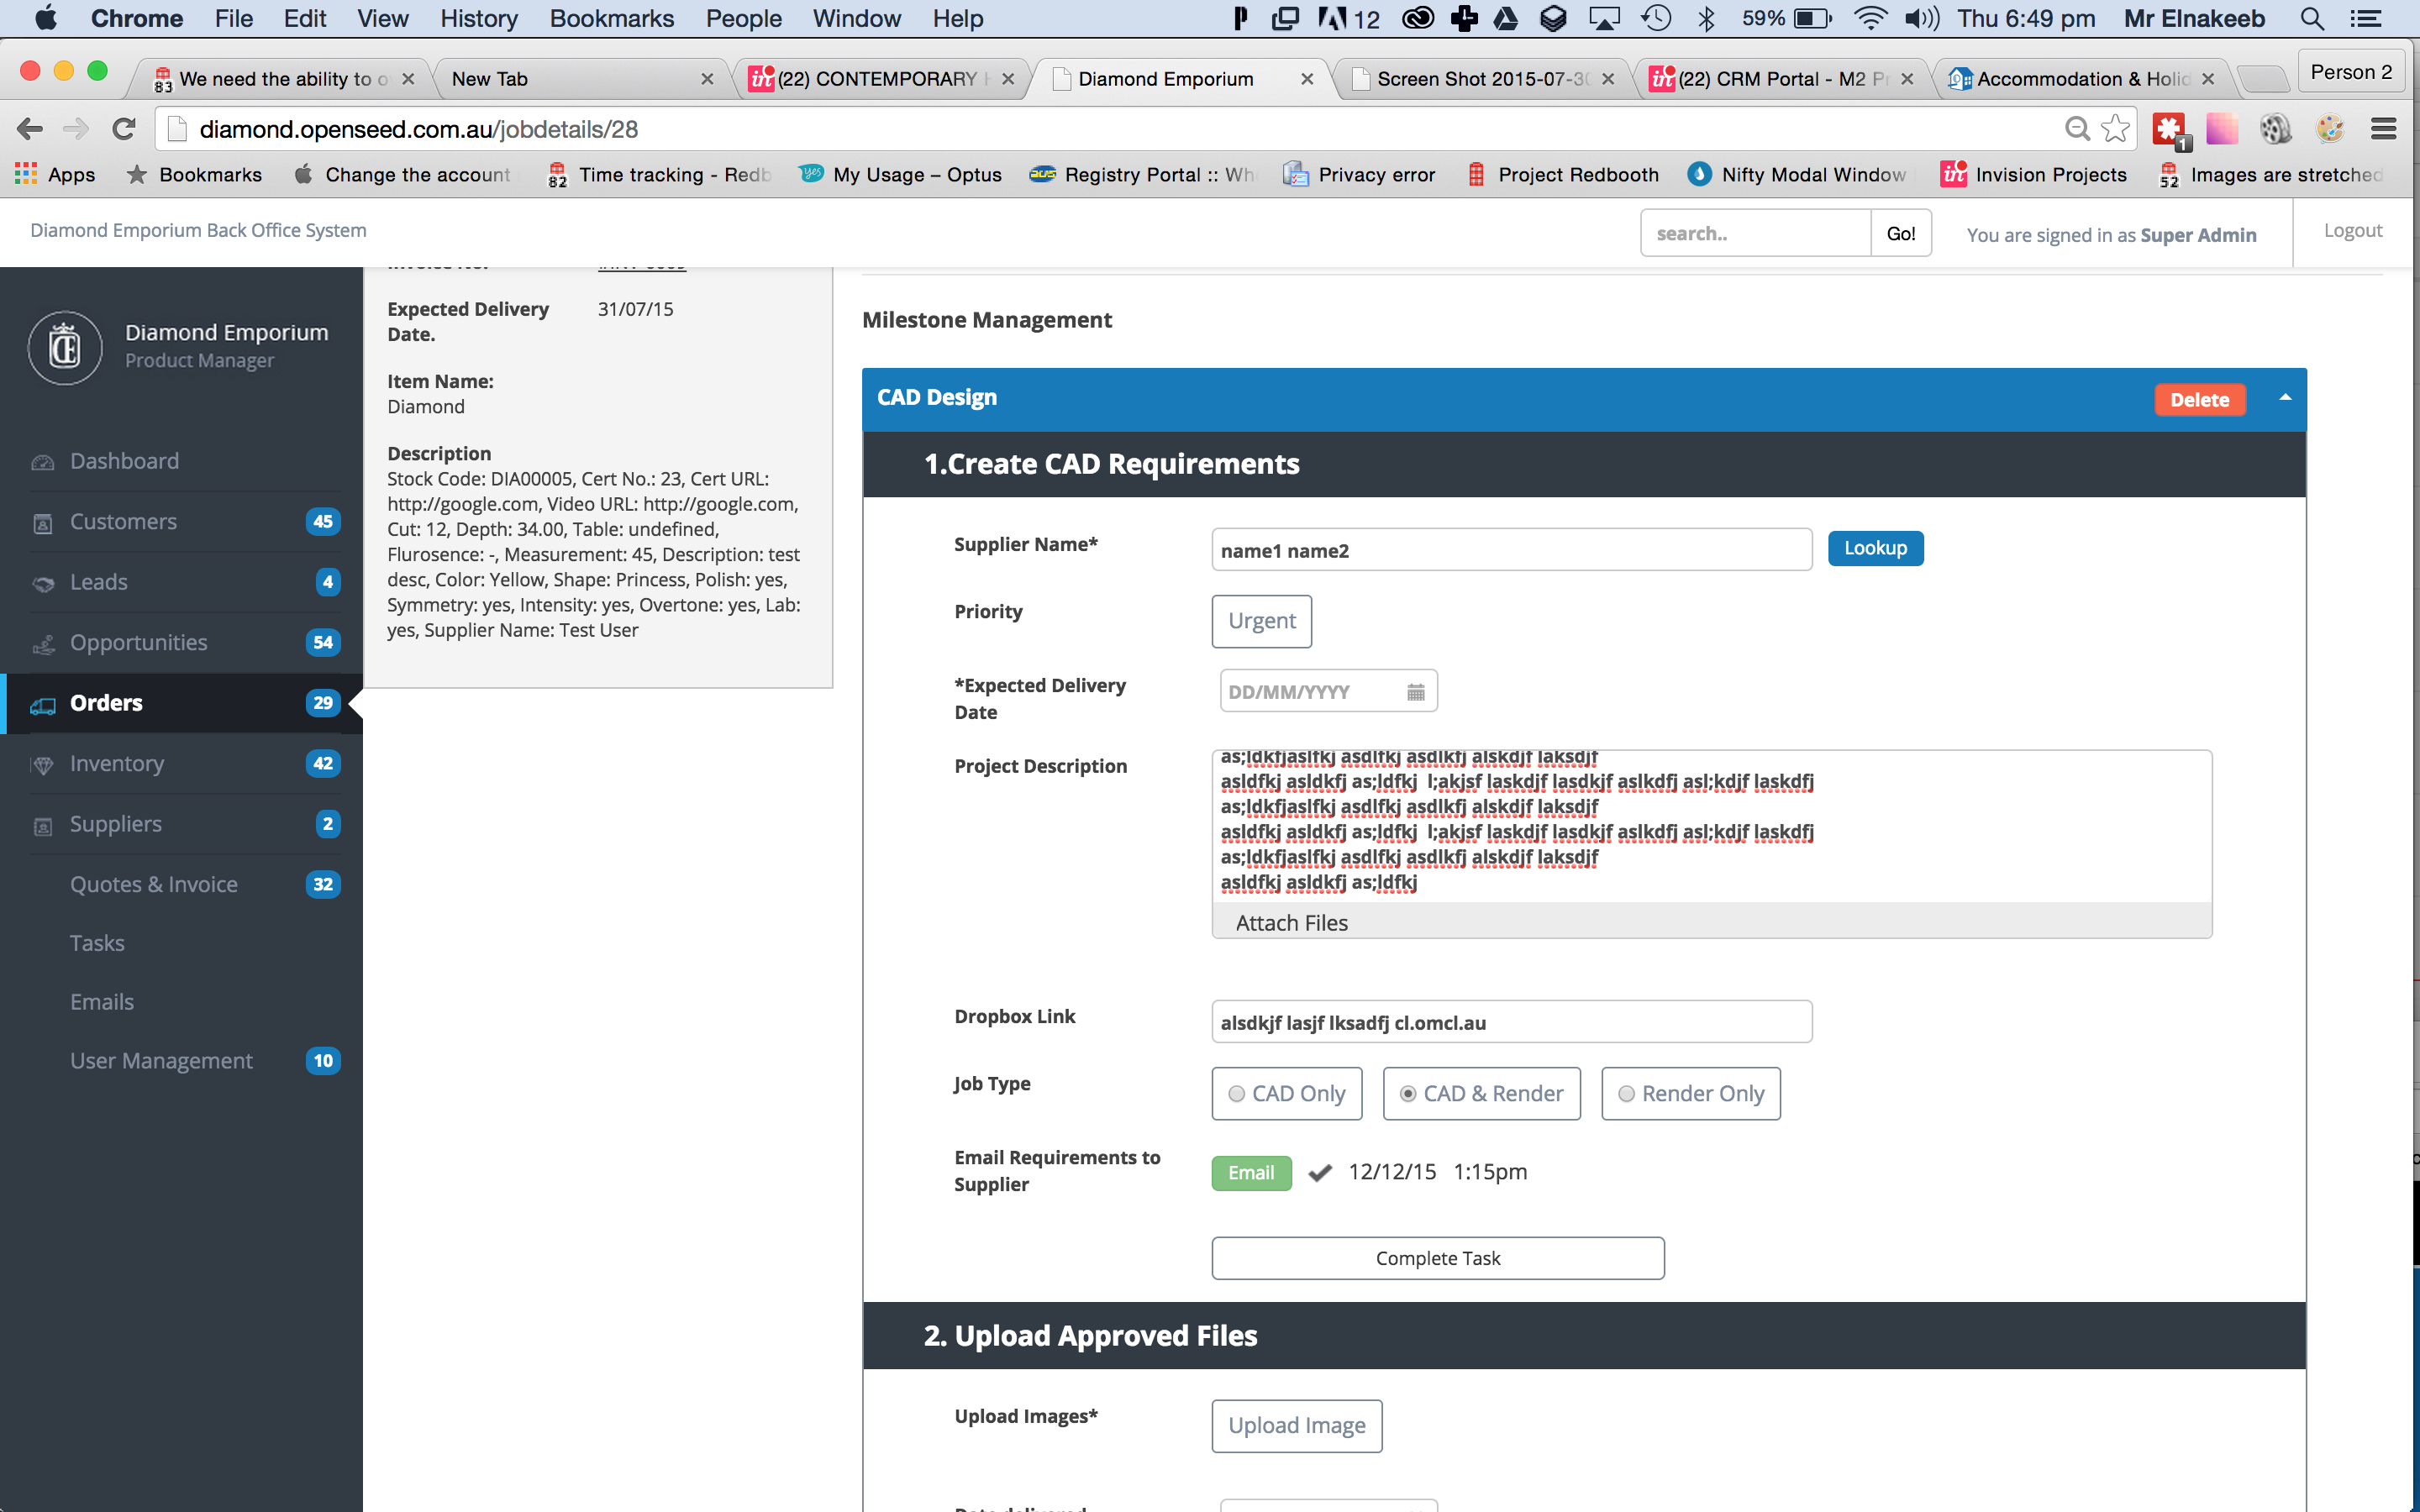 Chrome File Edit View History Bookmarks People Window Help 12 59% Thu 6:49 pm Mr Elnakeeb
83 We need the ability to New Tab (22) CONTEMPORARY Diamond Emporium Screen Shot 2015-07-30 (22) CRM Portal - M2 Accommodation & Holi Person 2
diamond.openseed.com.au/jobdetails/28 1
Apps Bookmarks Change the account 82 Time tracking - Redb My Usage – Optus Registry Portal :: Wh Privacy error Project Redbooth Nifty Modal Window Invision Projects 52 Images are stretched
Diamond Emporium Back Office System search.. Go! You are signed in as Super Admin Logout
Diamond Emporium
Product Manager
Dashboard
Customers 45
Leads 4
Opportunities 54
Orders 29
Inventory 42
Suppliers 2
Quotes & Invoice 32
Tasks
Emails
User Management 10
Expected Delivery Date. 31/07/15
Item Name:
Diamond
Description
Stock Code: DIA00005, Cert No.: 23, Cert URL:
http://google.com, Video URL: http://google.com,
Cut: 12, Depth: 34.00, Table: undefined,
Flurosence: -, Measurement: 45, Description: test
desc, Color: Yellow, Shape: Princess, Polish: yes,
Symmetry: yes, Intensity: yes, Overtone: yes, Lab:
yes, Supplier Name: Test User
Milestone Management
CAD Design Delete
1.Create CAD Requirements
Supplier Name* name1 name2 Lookup
Priority Urgent
*Expected Delivery Date DD/MM/YYYY
Project Description
as;ldkfjaslfkj asdlfkj asdlkfj alskdjf laksdjf
asldfkj asldkfj as;ldfkj l;akjsf laskdjf lasdkjf aslkdfj asl;kdjf laskdfj
as;ldkfjaslfkj asdlfkj asdlkfj alskdjf laksdjf
asldfkj asldkfj as;ldfkj l;akjsf laskdjf lasdkjf aslkdfj asl;kdjf laskdfj
as;ldkfjaslfkj asdlfkj asdlkfj alskdjf laksdjf
asldfkj asldkfj as;ldfkj
Attach Files
Dropbox Link alsdkjf lasjf lksadfj cl.omcl.au
Job Type CAD Only CAD & Render Render Only
Email Requirements to Supplier Email 12/12/15 1:15pm
Complete Task
2. Upload Approved Files
Upload Images* Upload Image